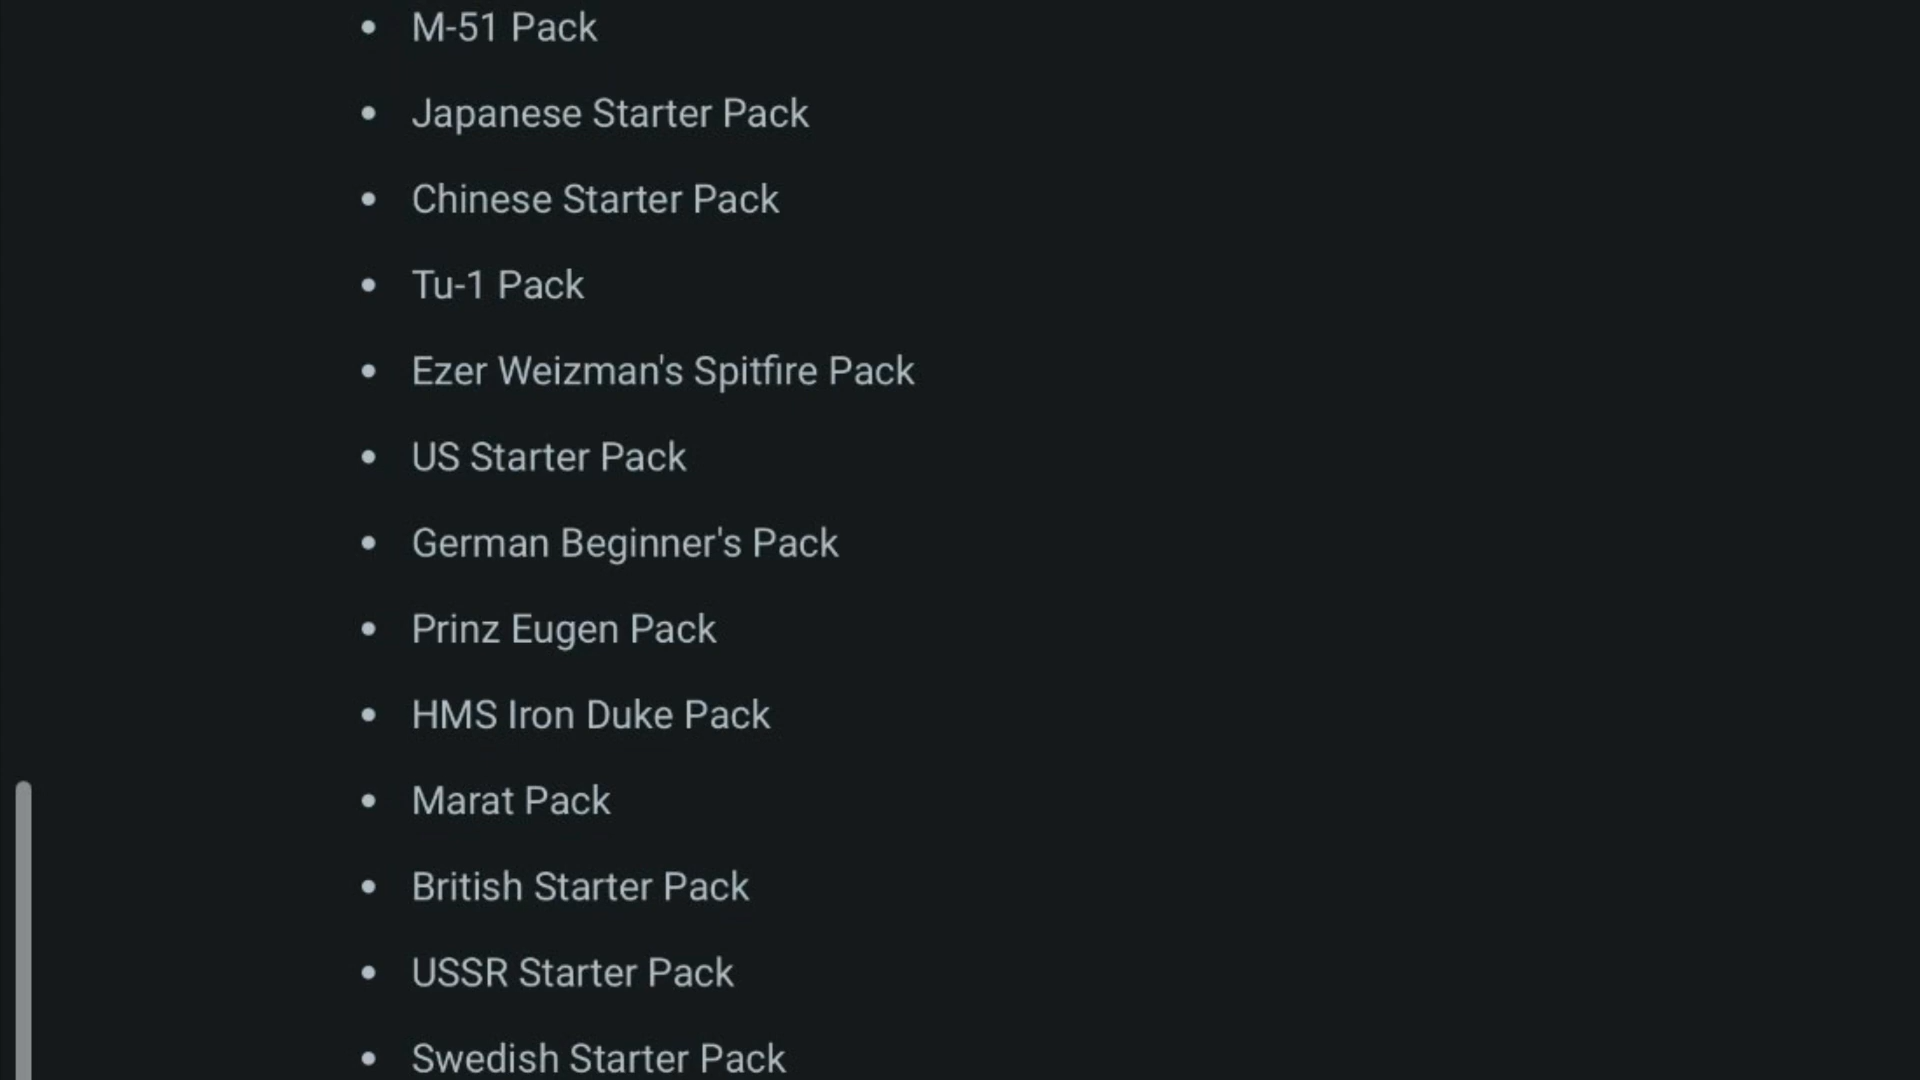 • M-51 Pack
• Japanese Starter Pack
• Chinese Starter Pack
• Tu-1 Pack
• Ezer Weizman's Spitfire Pack
• US Starter Pack
• German Beginner's Pack
• Prinz Eugen Pack
• HMS Iron Duke Pack
• Marat Pack
• British Starter Pack
• USSR Starter Pack
• Swedish Starter Pack